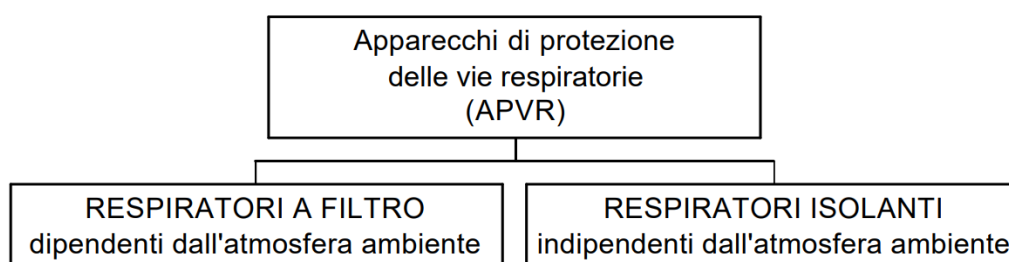 Apparecchi di protezione
delle vie respiratorie
(APVR)
RESPIRATORI A FILTRO
dipendenti dall'atmosfera ambiente
RESPIRATORI ISOLANTI
indipendenti dall'atmosfera ambiente